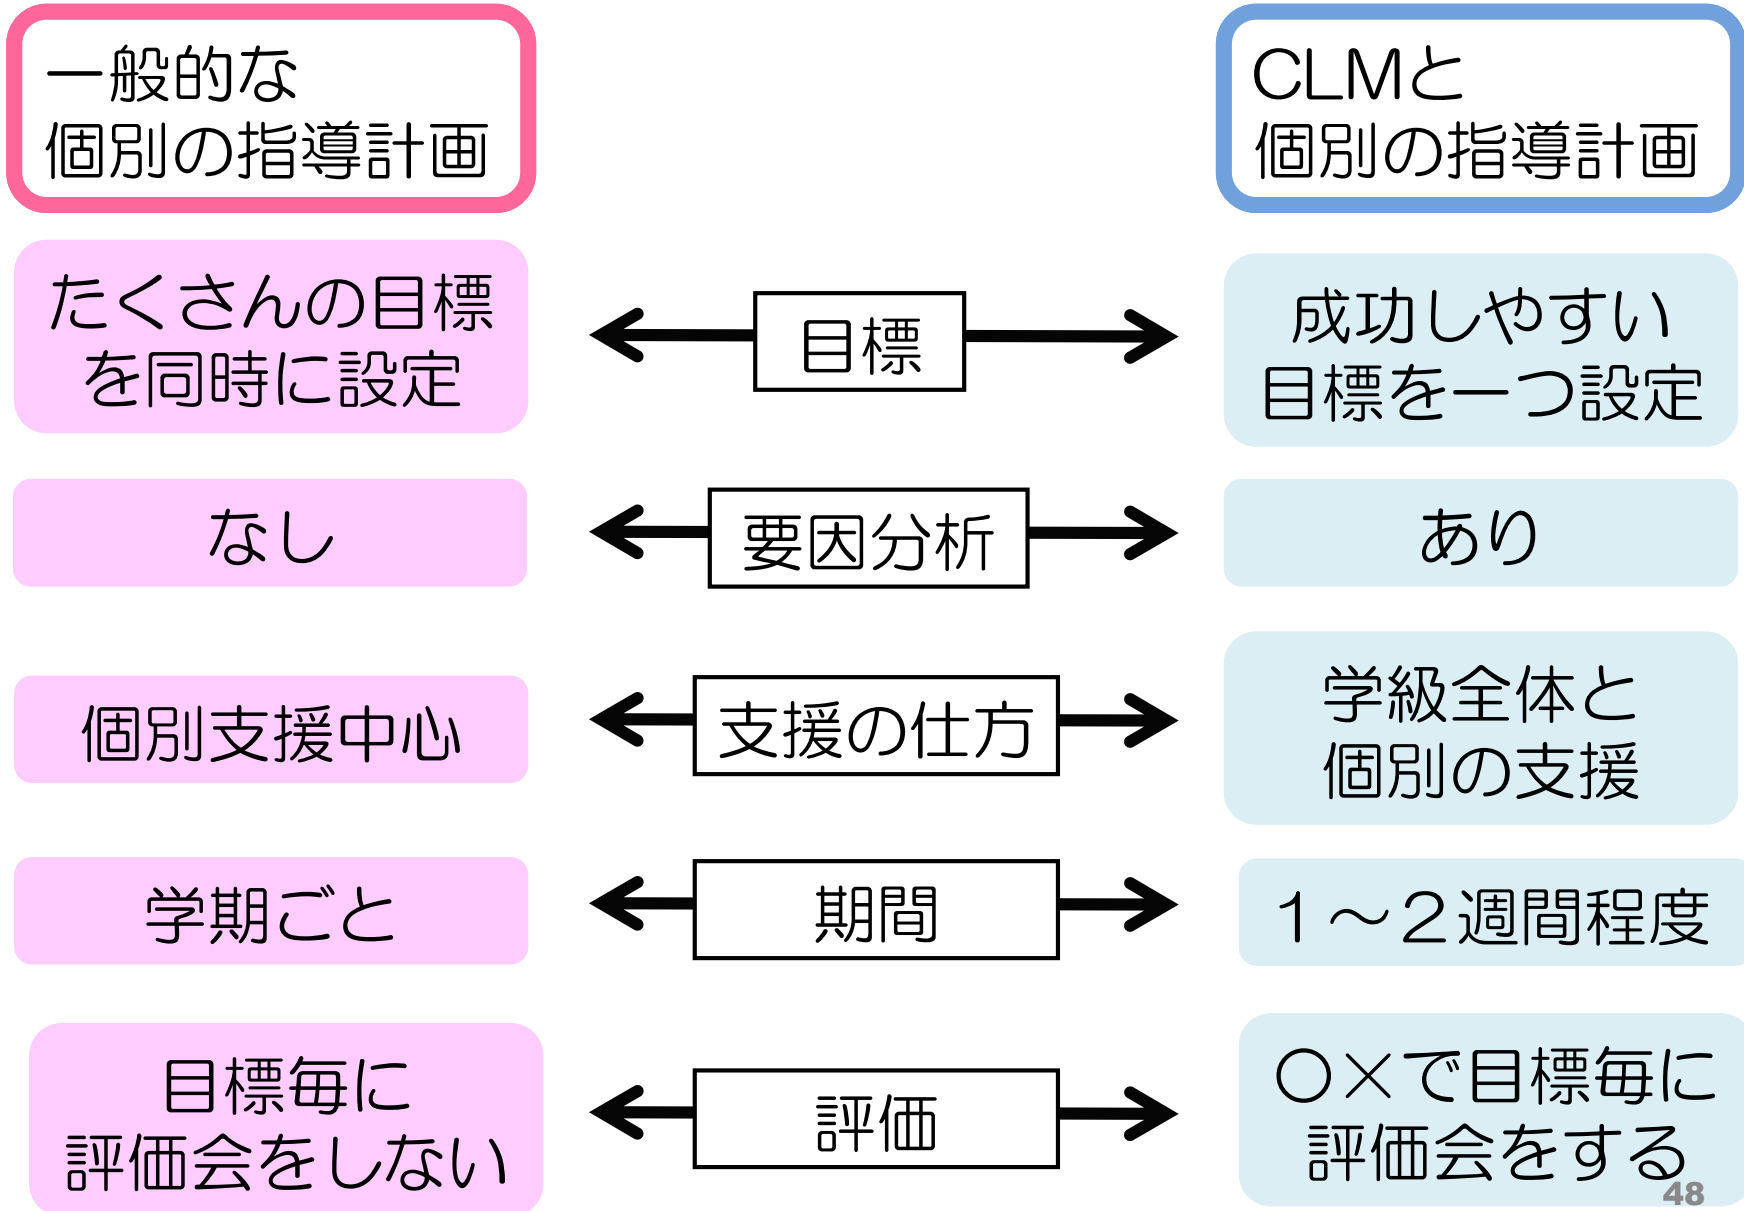 一般的な
個別の指導計画
CLMと
個別の指導計画
たくさんの目標
を同時に設定
目標
成功しやすい
目標を一つ設定
なし
要因分析
あり
個別支援中心
支援の仕方
学級全体と
個別の支援
学期ごと
期間
１～２週間程度
目標毎に
評価会をしない
評価
○×で目標毎に
評価会をする
48